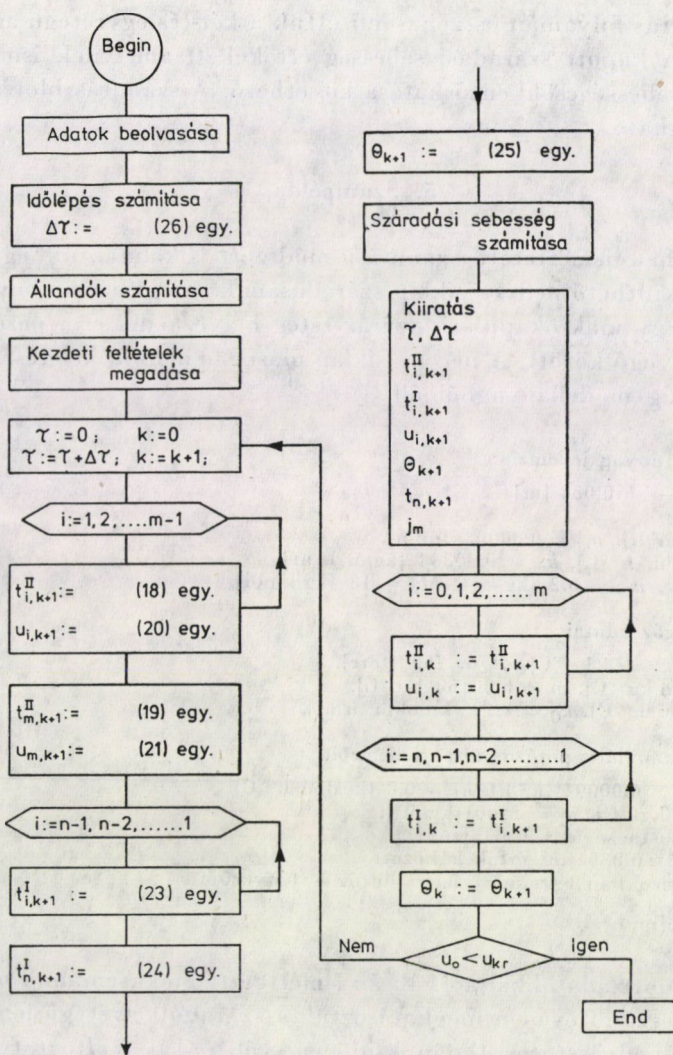 Begin
Adatok beolvasása
Időlépés számítása
Δτ := (26) egy.
Állandók számítása
Kezdeti feltételek
megadása
τ := 0 ; k := 0
τ := τ + Δτ; k := k+1;
i := 1, 2, ....m-1
t^II_i,k+1 := (18) egy.
u_i,k+1 := (20) egy.
t^II_m,k+1 := (19) egy.
u_m,k+1 := (21) egy.
i := n-1, n-2, ......1
t^I_i,k+1 := (23) egy.
t^I_n,k+1 := (24) egy.
Θ_k+1 := (25) egy.
Száradási sebesség
számítása
Kiiratás
τ, Δτ
t^II_i,k+1
t^I_i,k+1
u_i,k+1
Θ_k+1
t_n,k+1
j_m
i := 0, 1, 2, .......m
t^II_i,k := t^II_i,k+1
u_i,k := u_i,k+1
i := n, n-1, n-2, ........1
t^I_i,k := t^I_i,k+1
Θ_k := Θ_k+1
Nem
u_o < u_kr
Igen
End